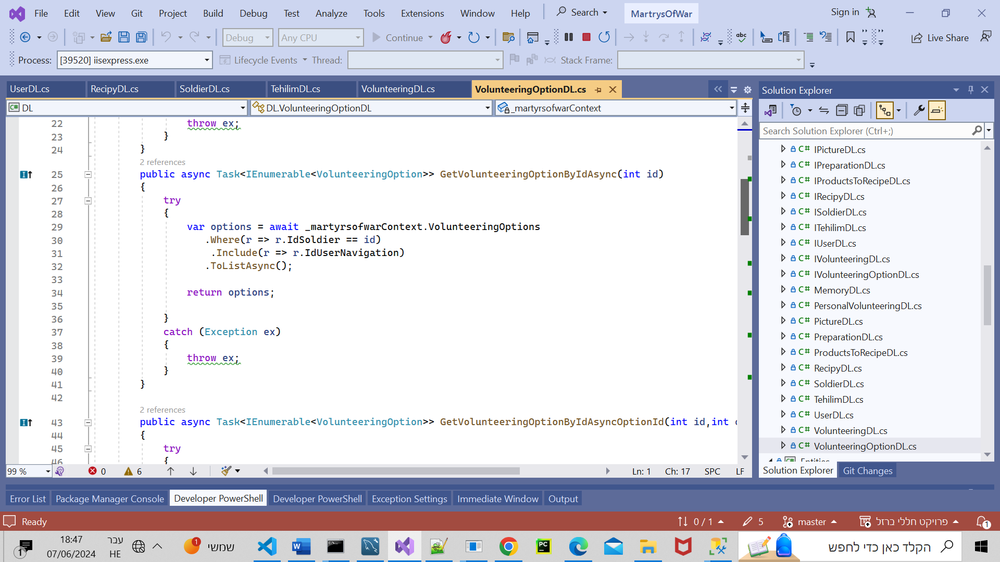 File Edit View Git Project Build Debug Test Analyze Tools Extensions Window Help Search MartrysOfWar Sign in
Debug Any CPU Continue abc Live Share
Process: [39520] iisexpress.exe Lifecycle Events Thread: Stack Frame:
UserDL.cs RecipyDL.cs SoldierDL.cs TehilimDL.cs VolunteeringDL.cs VolunteeringOptionDL.cs
C# DL DL.VolunteeringOptionDL _martyrsofwarContext
22 throw ex;
23 }
24 }
2 references
25 public async Task<IEnumerable<VolunteeringOption>> GetVolunteeringOptionByIdAsync(int id)
26 {
27 try
28 {
29 var options = await _martyrsofwarContext.VolunteeringOptions
30 .Where(r => r.IdSoldier == id)
31 .Include(r => r.IdUserNavigation)
32 .ToListAsync();
33
34 return options;
35
36 }
37 catch (Exception ex)
38 {
39 throw ex;
40 }
41 }
42
2 references
43 public async Task<IEnumerable<VolunteeringOption>> GetVolunteeringOptionByIdAsyncOptionId(int id,int
44 {
45 try
46 {
99 % 0 6 Ln: 1 Ch: 17 SPC LF
Solution Explorer
Search Solution Explorer (Ctrl+;)
C# IPictureDL.cs
C# IPreparationDL.cs
C# IProductsToRecipeDL.cs
C# IRecipyDL.cs
C# ISoldierDL.cs
C# ITehilimDL.cs
C# IUserDL.cs
C# IVolunteeringDL.cs
C# IVolunteeringOptionDL.cs
C# MemoryDL.cs
C# PersonalVolunteeringDL.cs
C# PictureDL.cs
C# PreparationDL.cs
C# ProductsToRecipeDL.cs
C# RecipyDL.cs
C# SoldierDL.cs
C# TehilimDL.cs
C# UserDL.cs
C# VolunteeringDL.cs
C# VolunteeringOptionDL.cs
C# Entities
Solution Explorer Git Changes
Error List Package Manager Console Developer PowerShell Developer PowerShell Exception Settings Immediate Window Output
Ready 0 / 1 5 master פרויקט חללי ברזל 1
1 18:47 עבר 1 שמשי W PC הקלד כאן כדי לחפש
07/06/2024 HE